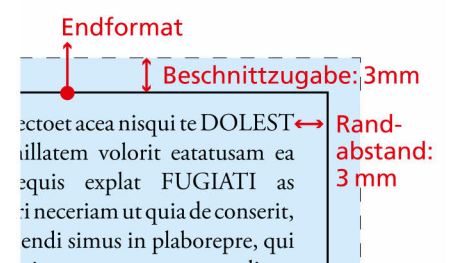 Endformat
Beschnittzugabe: 3mm
ectoet acea nisqui te DOLEST
Rand-
abstand:
3 mm
illatem volorit eatatusam ea
equis explat FUGIATI as
ri neceriam ut quia de conserit,
endi simus in plaborepre, qui